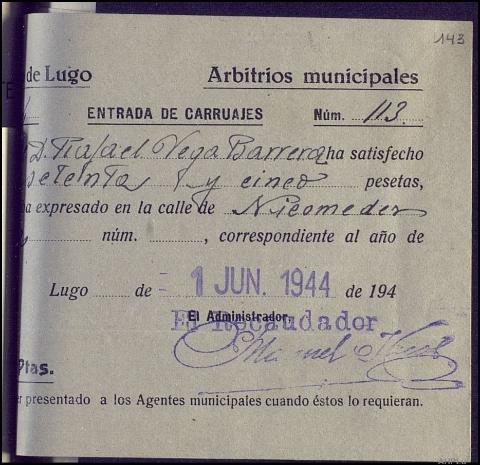 143
de Lugo Arbitrios municipales
ENTRADA DE CARRUAJES Núm. 113
D. Rafael Vega Barrera ha satisfecho
setenta y cinco pesetas,
a expresado en la calle de Nicomedes
núm. , correspondiente al año de
Lugo de 1 JUN. 1944 de 194
El Administrador.
El Recaudador
Miguel
Ptas.
er presentado a los Agentes municipales cuando éstos lo requieran.